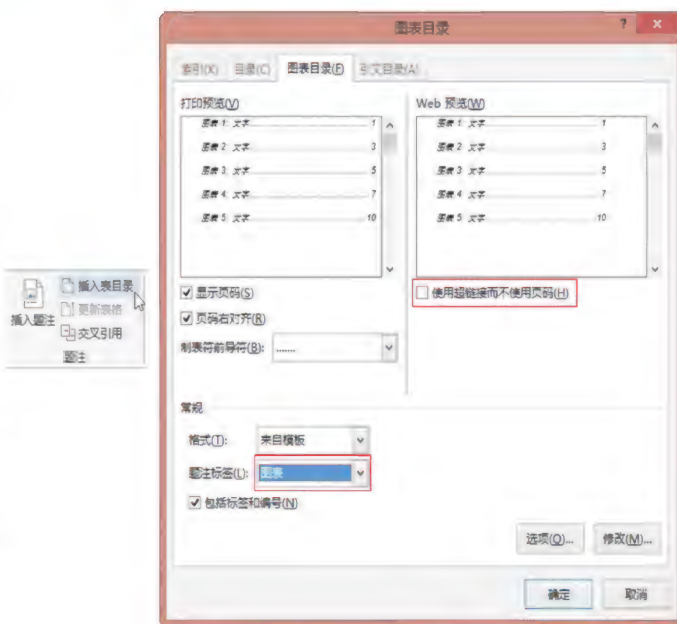 图表目录
? x
索引(X) 目录(C) 图表目录(F) 引文目录(A)
打印预览(V)
图表 1: 文字 1
图表 2: 文字 3
图表 3: 文字 5
图表 4: 文字 7
图表 5: 文字 10
Web 预览(W)
图表 1: 文字 1
图表 2: 文字 3
图表 3: 文字 5
图表 4: 文字 7
图表 5: 文字 10
插入题注
插入表目录
更新表格
交叉引用
题注
显示页码(S)
页码右对齐(R)
制表符前导符(B): .......
使用超链接而不使用页码(H)
常规
格式(T): 来自模板
题注标签(L): 图表
包括标签和编号(N)
选项(O)... 修改(M)...
确定 取消